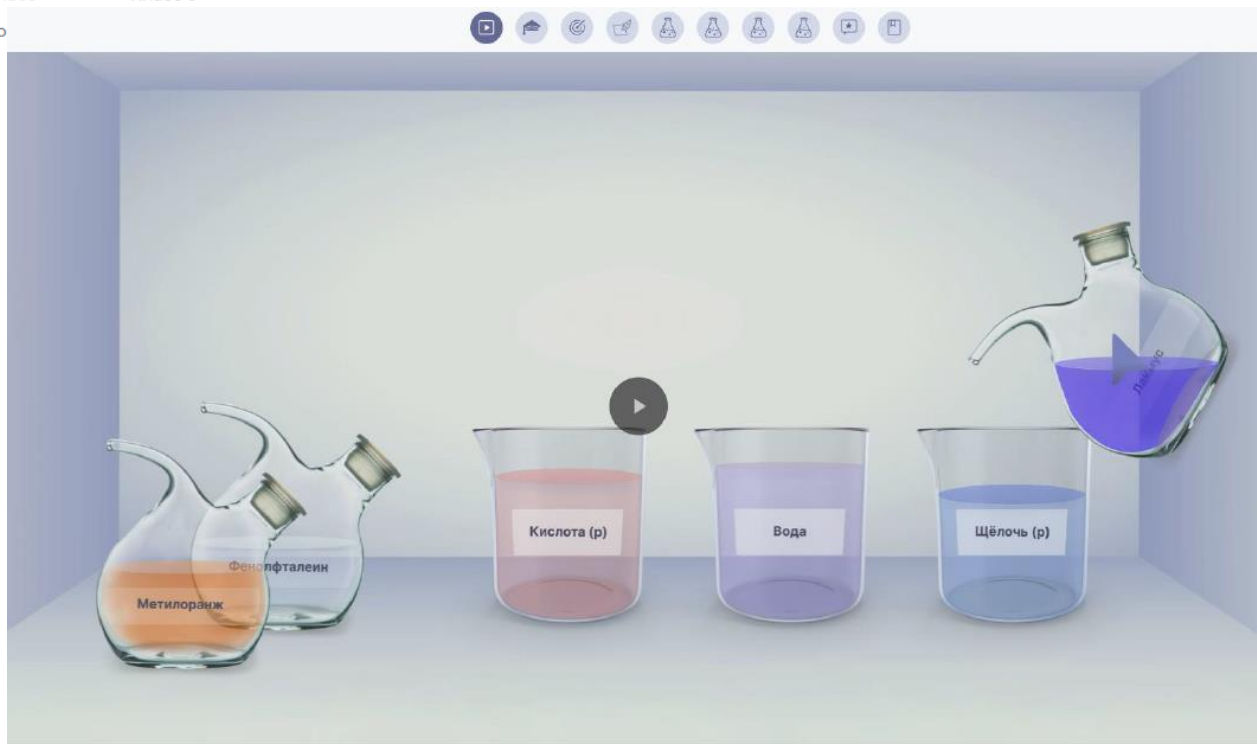 Лакмус
Кислота (р)
Вода
Щёлочь (р)
Фенолфталеин
Метилоранж